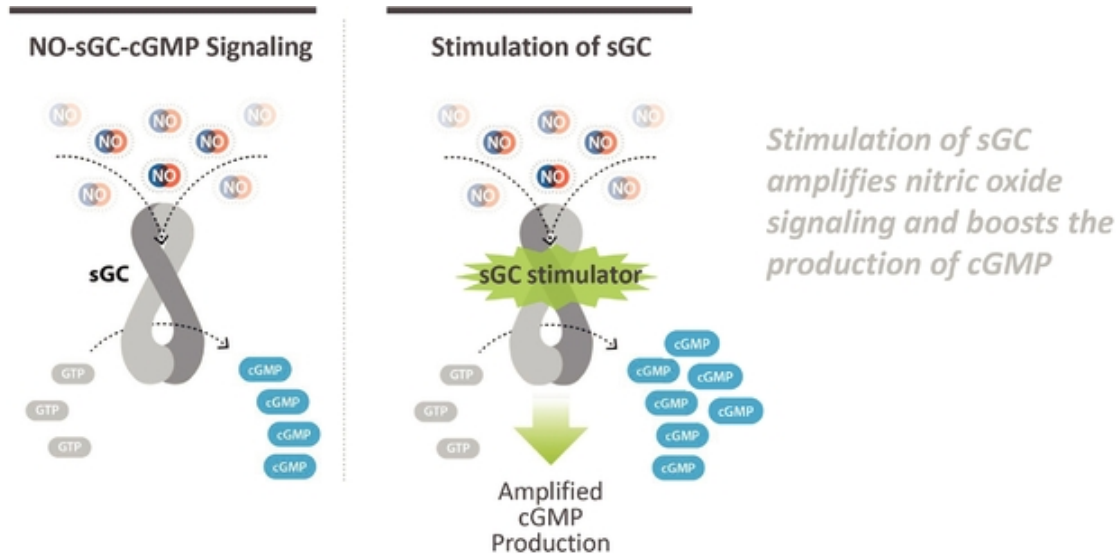 NO-sGC-cGMP Signaling
NO
NO
NO
NO
NO
NO
NO
NO
sGC
GTP
GTP
GTP
cGMP
cGMP
cGMP
cGMP
Stimulation of sGC
NO
NO
NO
NO
NO
NO
NO
NO
sGC stimulator
GTP
GTP
GTP
cGMP
cGMP
cGMP
cGMP
cGMP
cGMP
cGMP
Amplified
cGMP
Production
Stimulation of sGC
amplifies nitric oxide
signaling and boosts the
production of cGMP